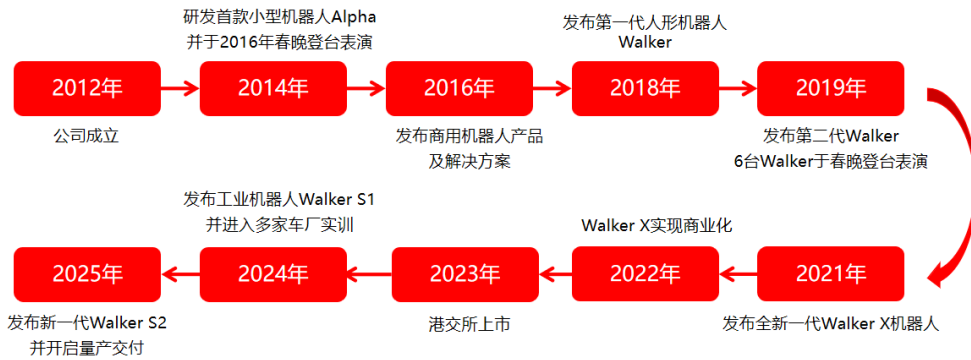 研发首款小型机器人Alpha
并于2016年春晚登台表演
发布第一代人形机器人
Walker
2012年
2014年
2016年
2018年
2019年
公司成立
发布商用机器人产品
及解决方案
发布第二代Walker
6台Walker于春晚登台表演
发布工业机器人Walker S1
并进入多家车厂实训
Walker X实现商业化
2025年
2024年
2023年
2022年
2021年
发布新一代Walker S2
并开启量产交付
港交所上市
发布全新一代Walker X机器人